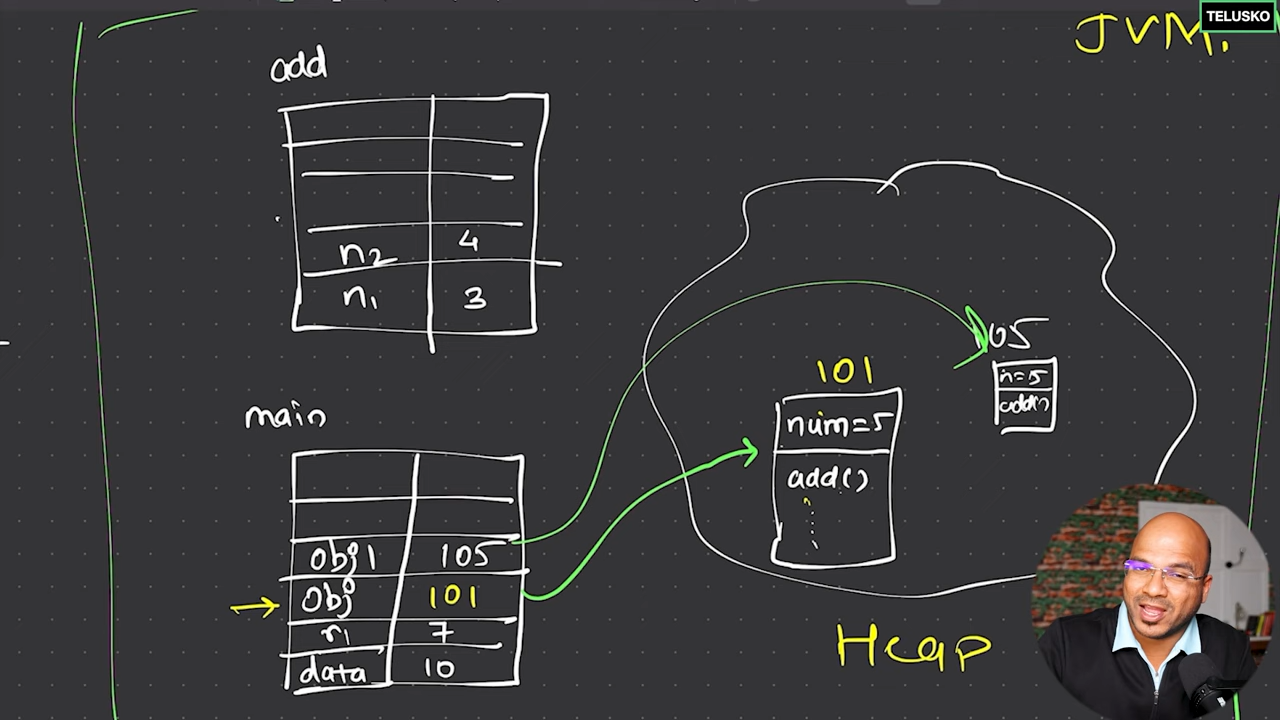 TELUSKO
JVM.
add
n2 4
n1 3
105
n=5
add()
101
num=5
add()
main
obj1 105
obj 101
r1 7
data 10
Heap